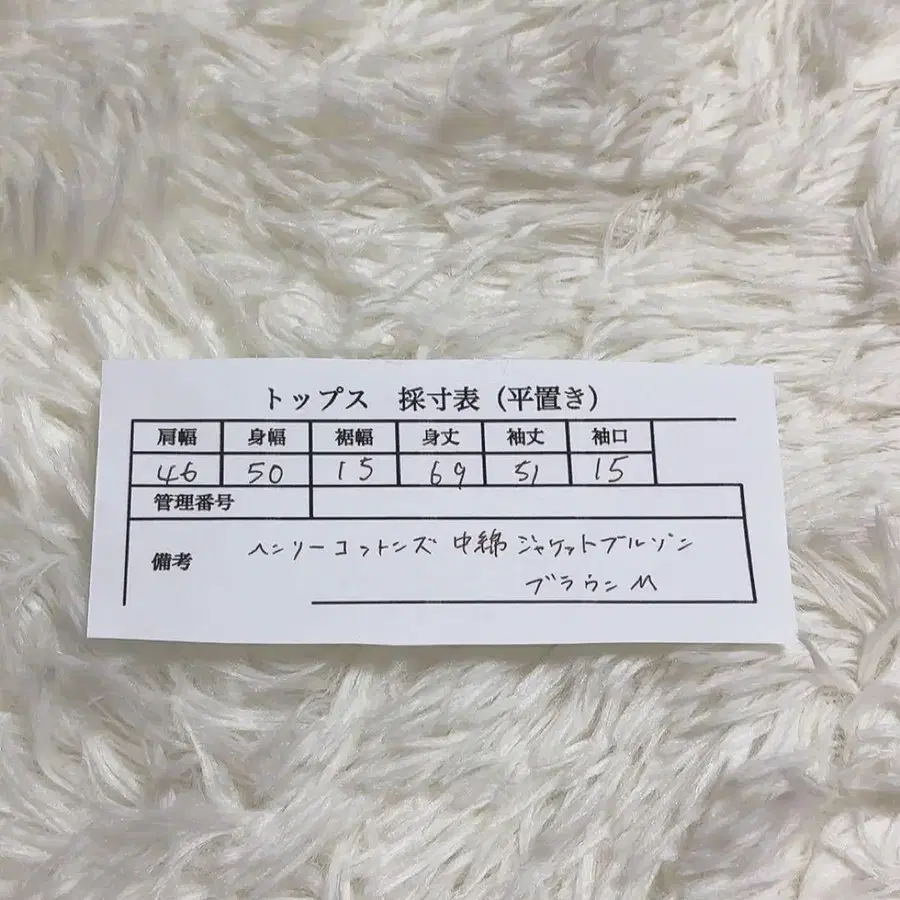 トップス 採寸表 (平置き)
肩幅 身幅 裾幅 身丈 袖丈 袖口
46 50 15 69 51 15
管理番号
備考 ヘンリーコットンズ 中綿 ジャケットブルゾン
ブラウン M